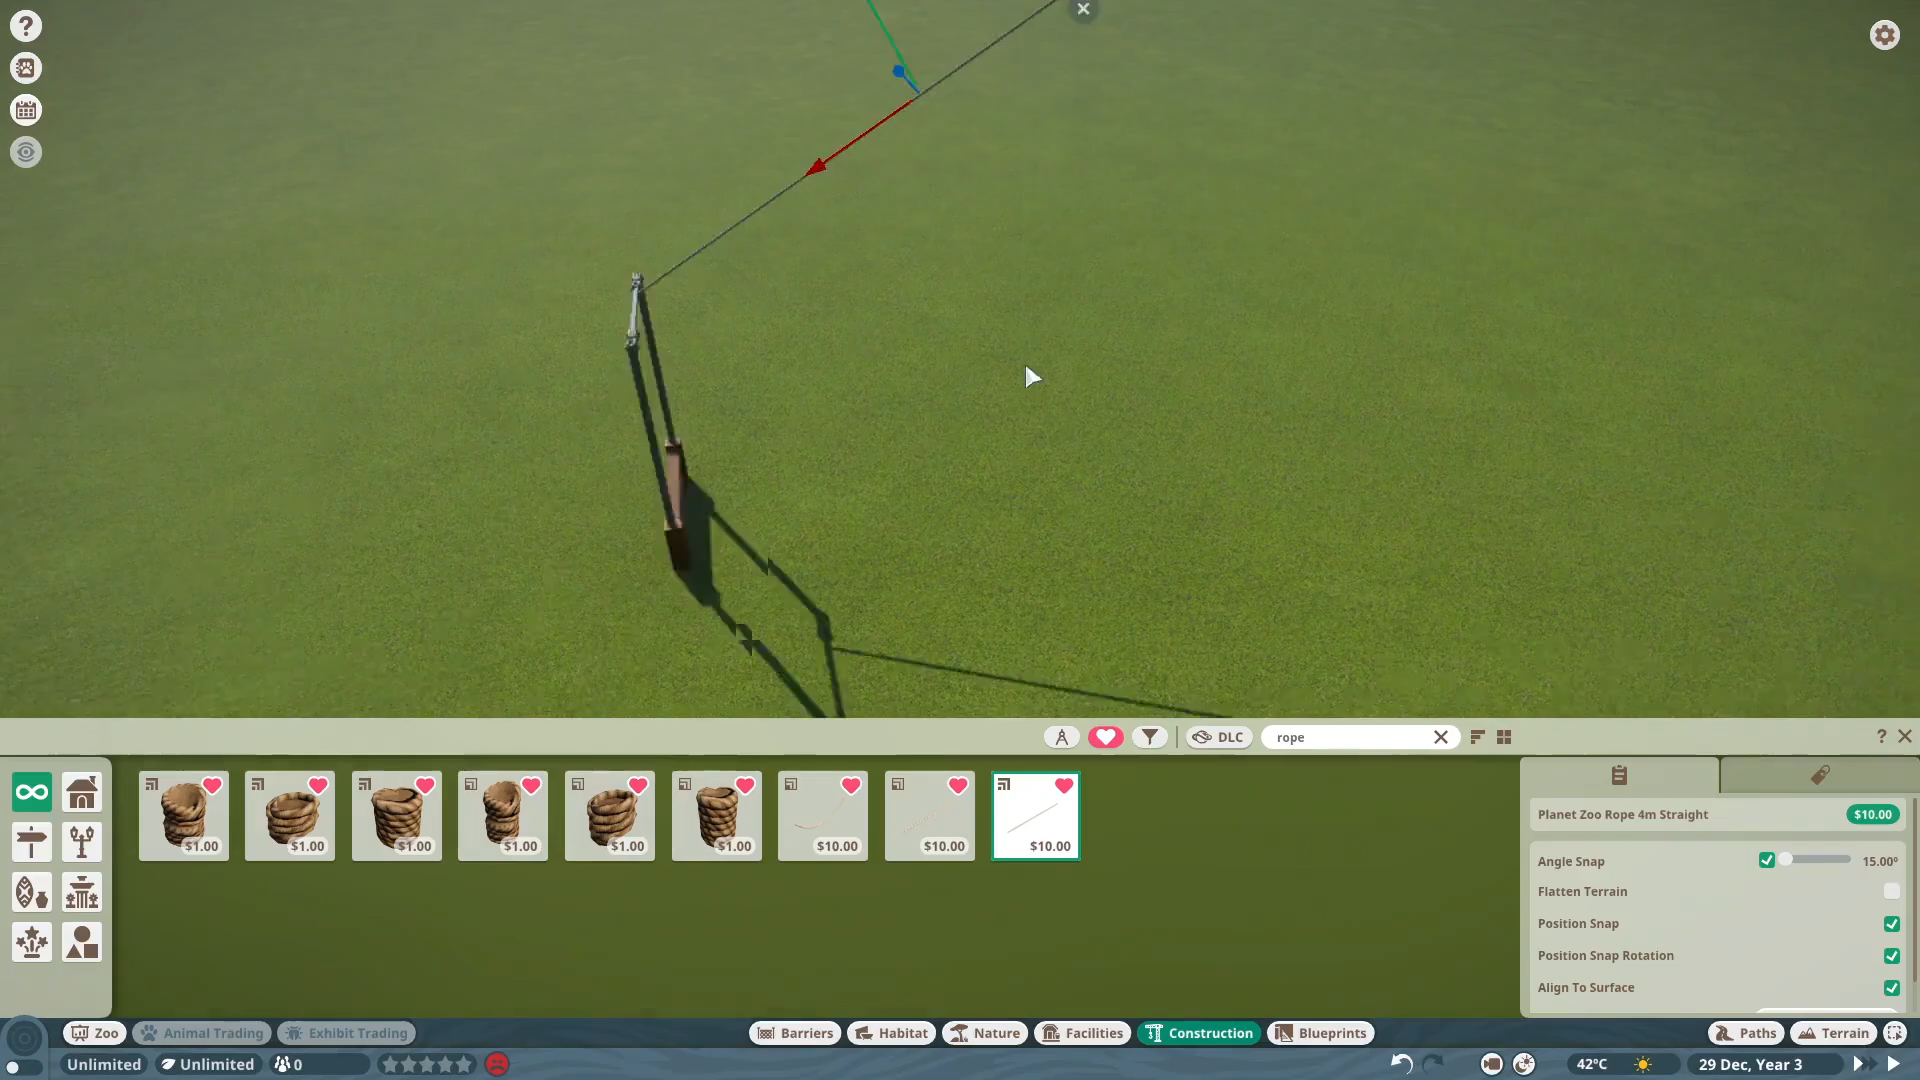 DLC
rope
$1.00
$1.00
$1.00
$1.00
$1.00
$1.00
$10.00
$10.00
$10.00
Planet Zoo Rope 4m Straight
$10.00
Angle Snap
15.00°
Flatten Terrain
Position Snap
Position Snap Rotation
Align To Surface
Zoo
Animal Trading
Exhibit Trading
Barriers
Habitat
Nature
Facilities
Construction
Blueprints
Paths
Terrain
Unlimited
Unlimited
0
42°C
29 Dec, Year 3